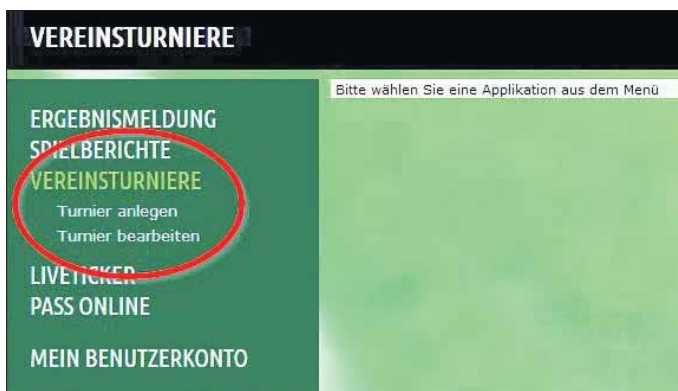 VEREINSTURNIERE
Bitte wählen Sie eine Applikation aus dem Menü
ERGEBNISMELDUNG
SPIELBERICHTE
VEREINSTURNIERE
Turnier anlegen
Turnier bearbeiten
LIVETICKER
PASS ONLINE
MEIN BENUTZERKONTO